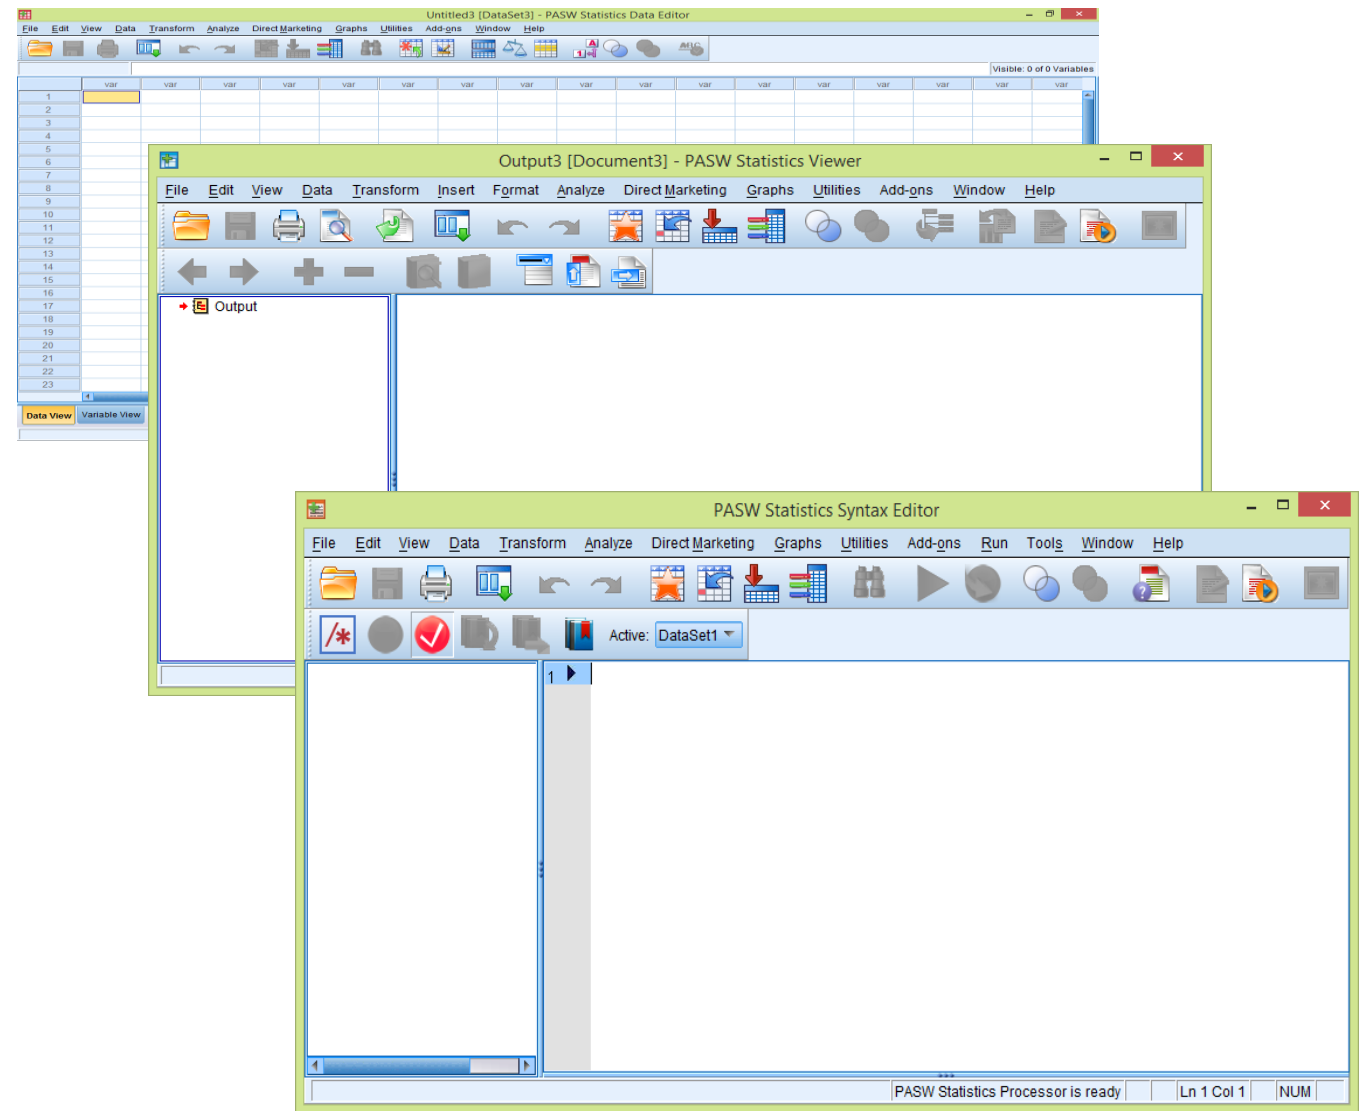 Untitled3 [DataSet3] - PASW Statistics Data Editor
File Edit View Data Transform Analyze Direct Marketing Graphs Utilities Add-ons Window Help
Visible: 0 of 0 Variables
var var var var var var var var var var var var var var var var var
1
2
3
4
5
6
7
8
9
10
11
12
13
14
15
16
17
18
19
20
21
22
23
Data View Variable View
Output3 [Document3] - PASW Statistics Viewer
File Edit View Data Transform Insert Format Analyze Direct Marketing Graphs Utilities Add-ons Window Help
Output
PASW Statistics Syntax Editor
File Edit View Data Transform Analyze Direct Marketing Graphs Utilities Add-ons Run Tools Window Help
Active: DataSet1
1
PASW Statistics Processor is ready Ln 1 Col 1 NUM